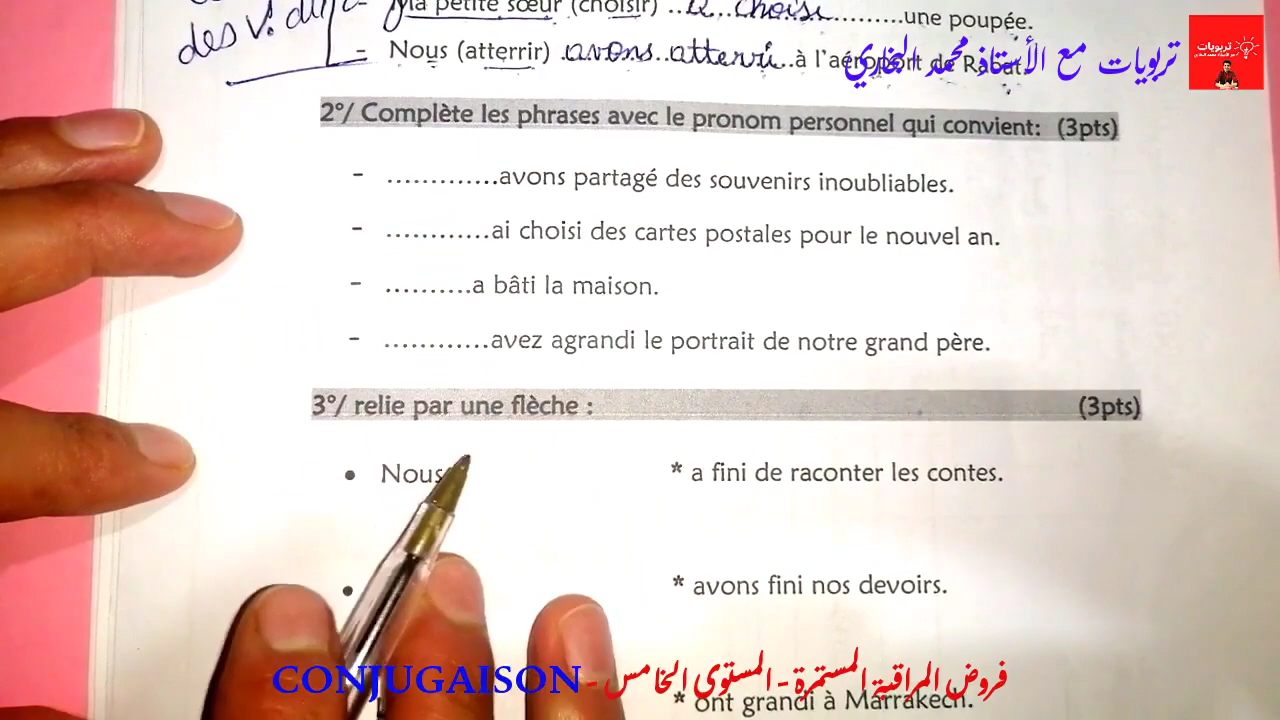 des v. du
Ma petite sœur (choisir) ..a..choisi..........une poupée.
- Nous (atterrir) .avons..atterri..à l'aéroport de Rabat.
تربويات مع الأستاذ محمد البخاري
تربويات
2°/ Complète les phrases avec le pronom personnel qui convient: (3pts)
- .............avons partagé des souvenirs inoubliables.
- ............ai choisi des cartes postales pour le nouvel an.
- ..........a bâti la maison.
- ............avez agrandi le portrait de notre grand père.
3°/ relie par une flèche : (3pts)
• Nous * a fini de raconter les contes.
• * avons fini nos devoirs.
* ont grandi à Marrakech.
فروض المراقبة المستمرة - المستوى الخامس - CONJUGAISON